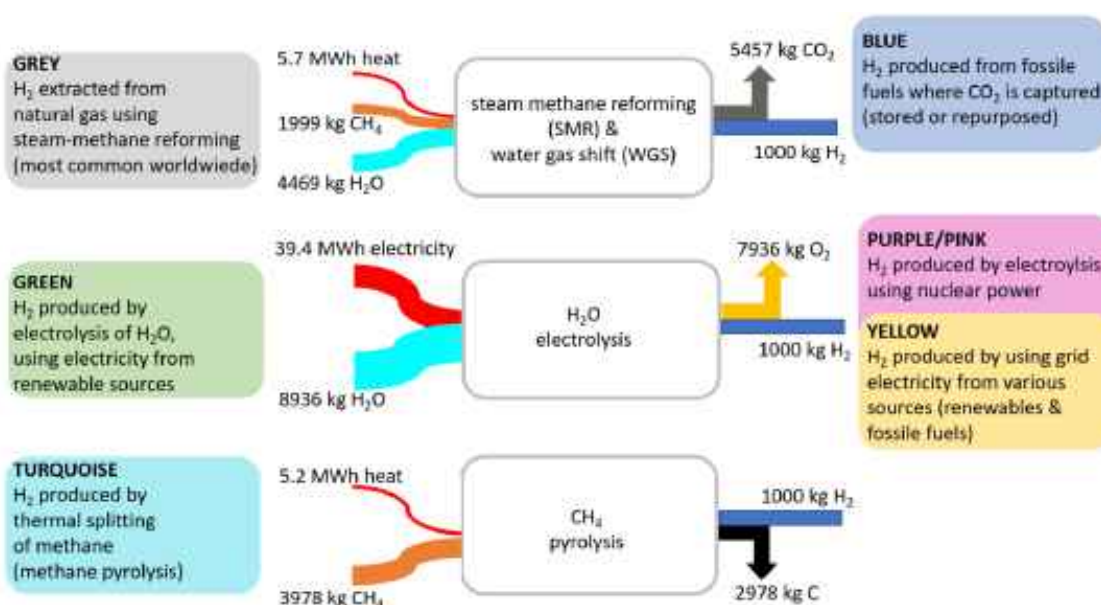 GREY
H₂ extracted from
natural gas using
steam-methane reforming
(most common worldwiede)
5.7 MWh heat
1999 kg CH₄
4469 kg H₂O
steam methane reforming
(SMR) &
water gas shift (WGS)
5457 kg CO₂
1000 kg H₂
BLUE
H₂ produced from fossile
fuels where CO₂ is captured
(stored or repurposed)
GREEN
H₂ produced by
electrolysis of H₂O,
using electricity from
renewable sources
39.4 MWh electricity
8936 kg H₂O
H₂O
electrolysis
7936 kg O₂
1000 kg H₂
PURPLE/PINK
H₂ produced by electroylsis
using nuclear power
YELLOW
H₂ produced by using grid
electricity from various
sources (renewables &
fossile fuels)
TURQUOISE
H₂ produced by
thermal splitting
of methane
(methane pyrolysis)
5.2 MWh heat
3978 kg CH₄
CH₄
pyrolysis
1000 kg H₂
2978 kg C